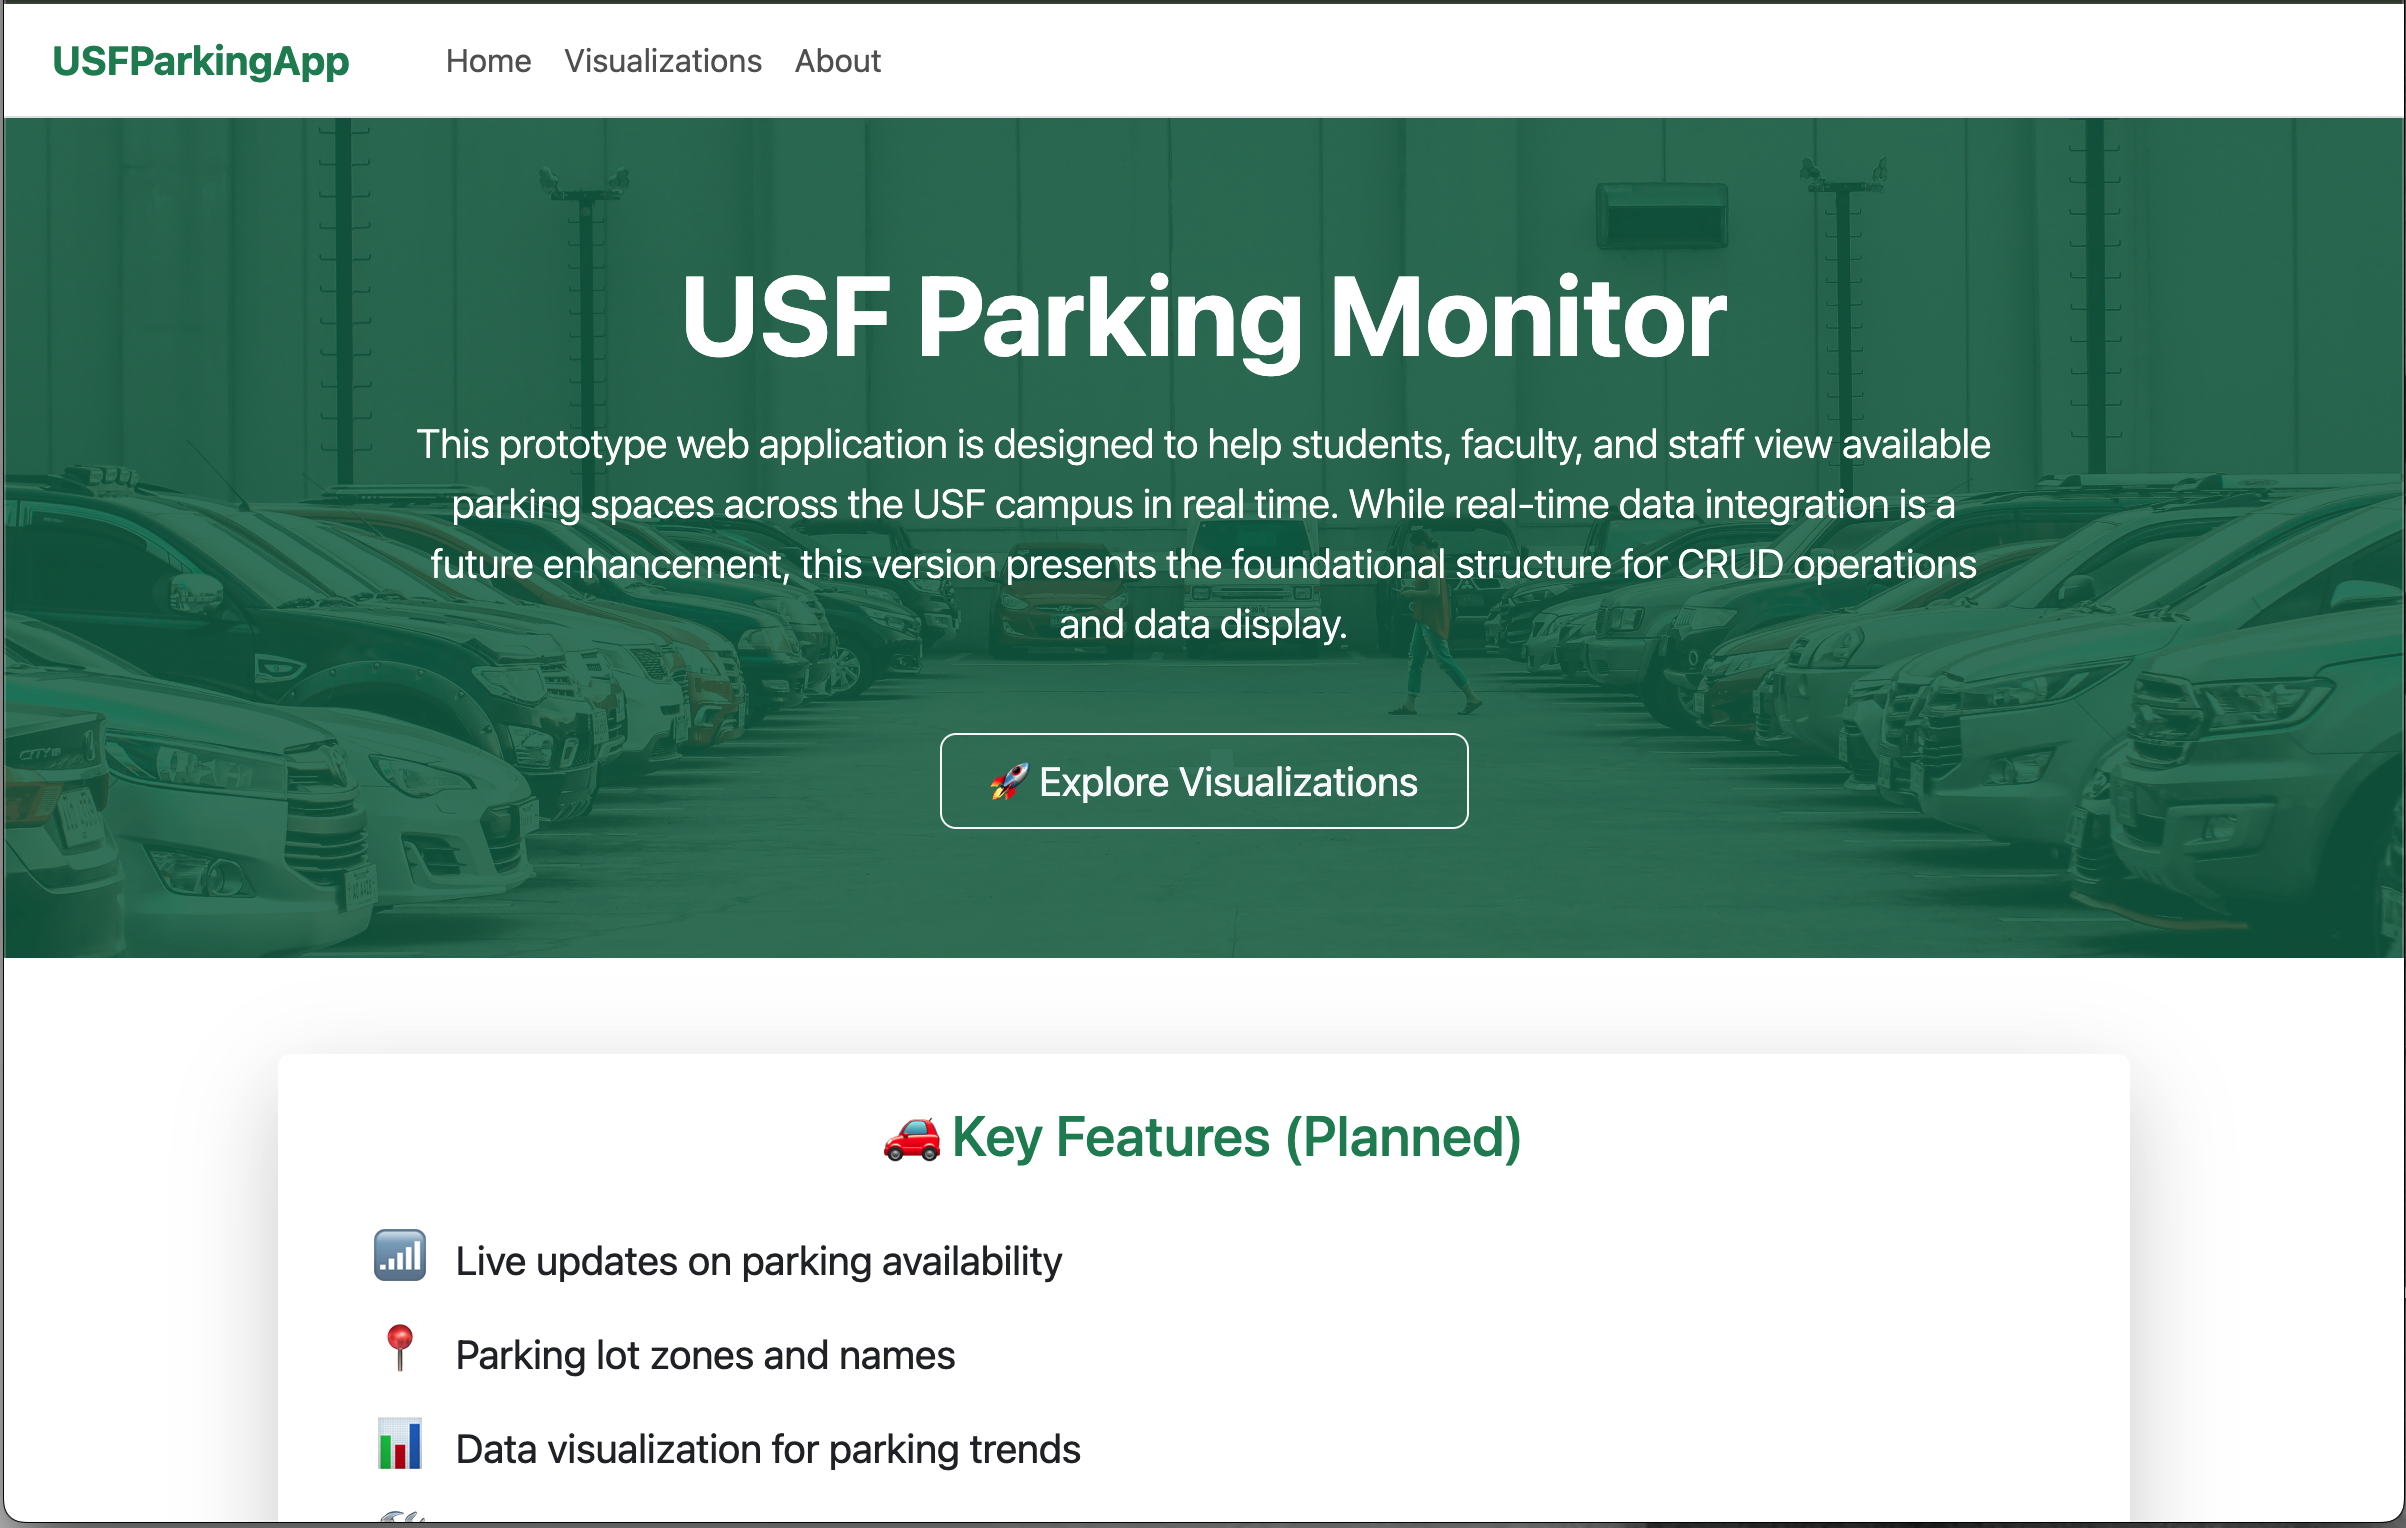 USFParkingApp
Home Visualizations About
USF Parking Monitor
This prototype web application is designed to help students, faculty, and staff view available
parking spaces across the USF campus in real time. While real-time data integration is a
future enhancement, this version presents the foundational structure for CRUD operations
and data display.
🚀 Explore Visualizations
🚗 Key Features (Planned)
📶 Live updates on parking availability
📍 Parking lot zones and names
📊 Data visualization for parking trends